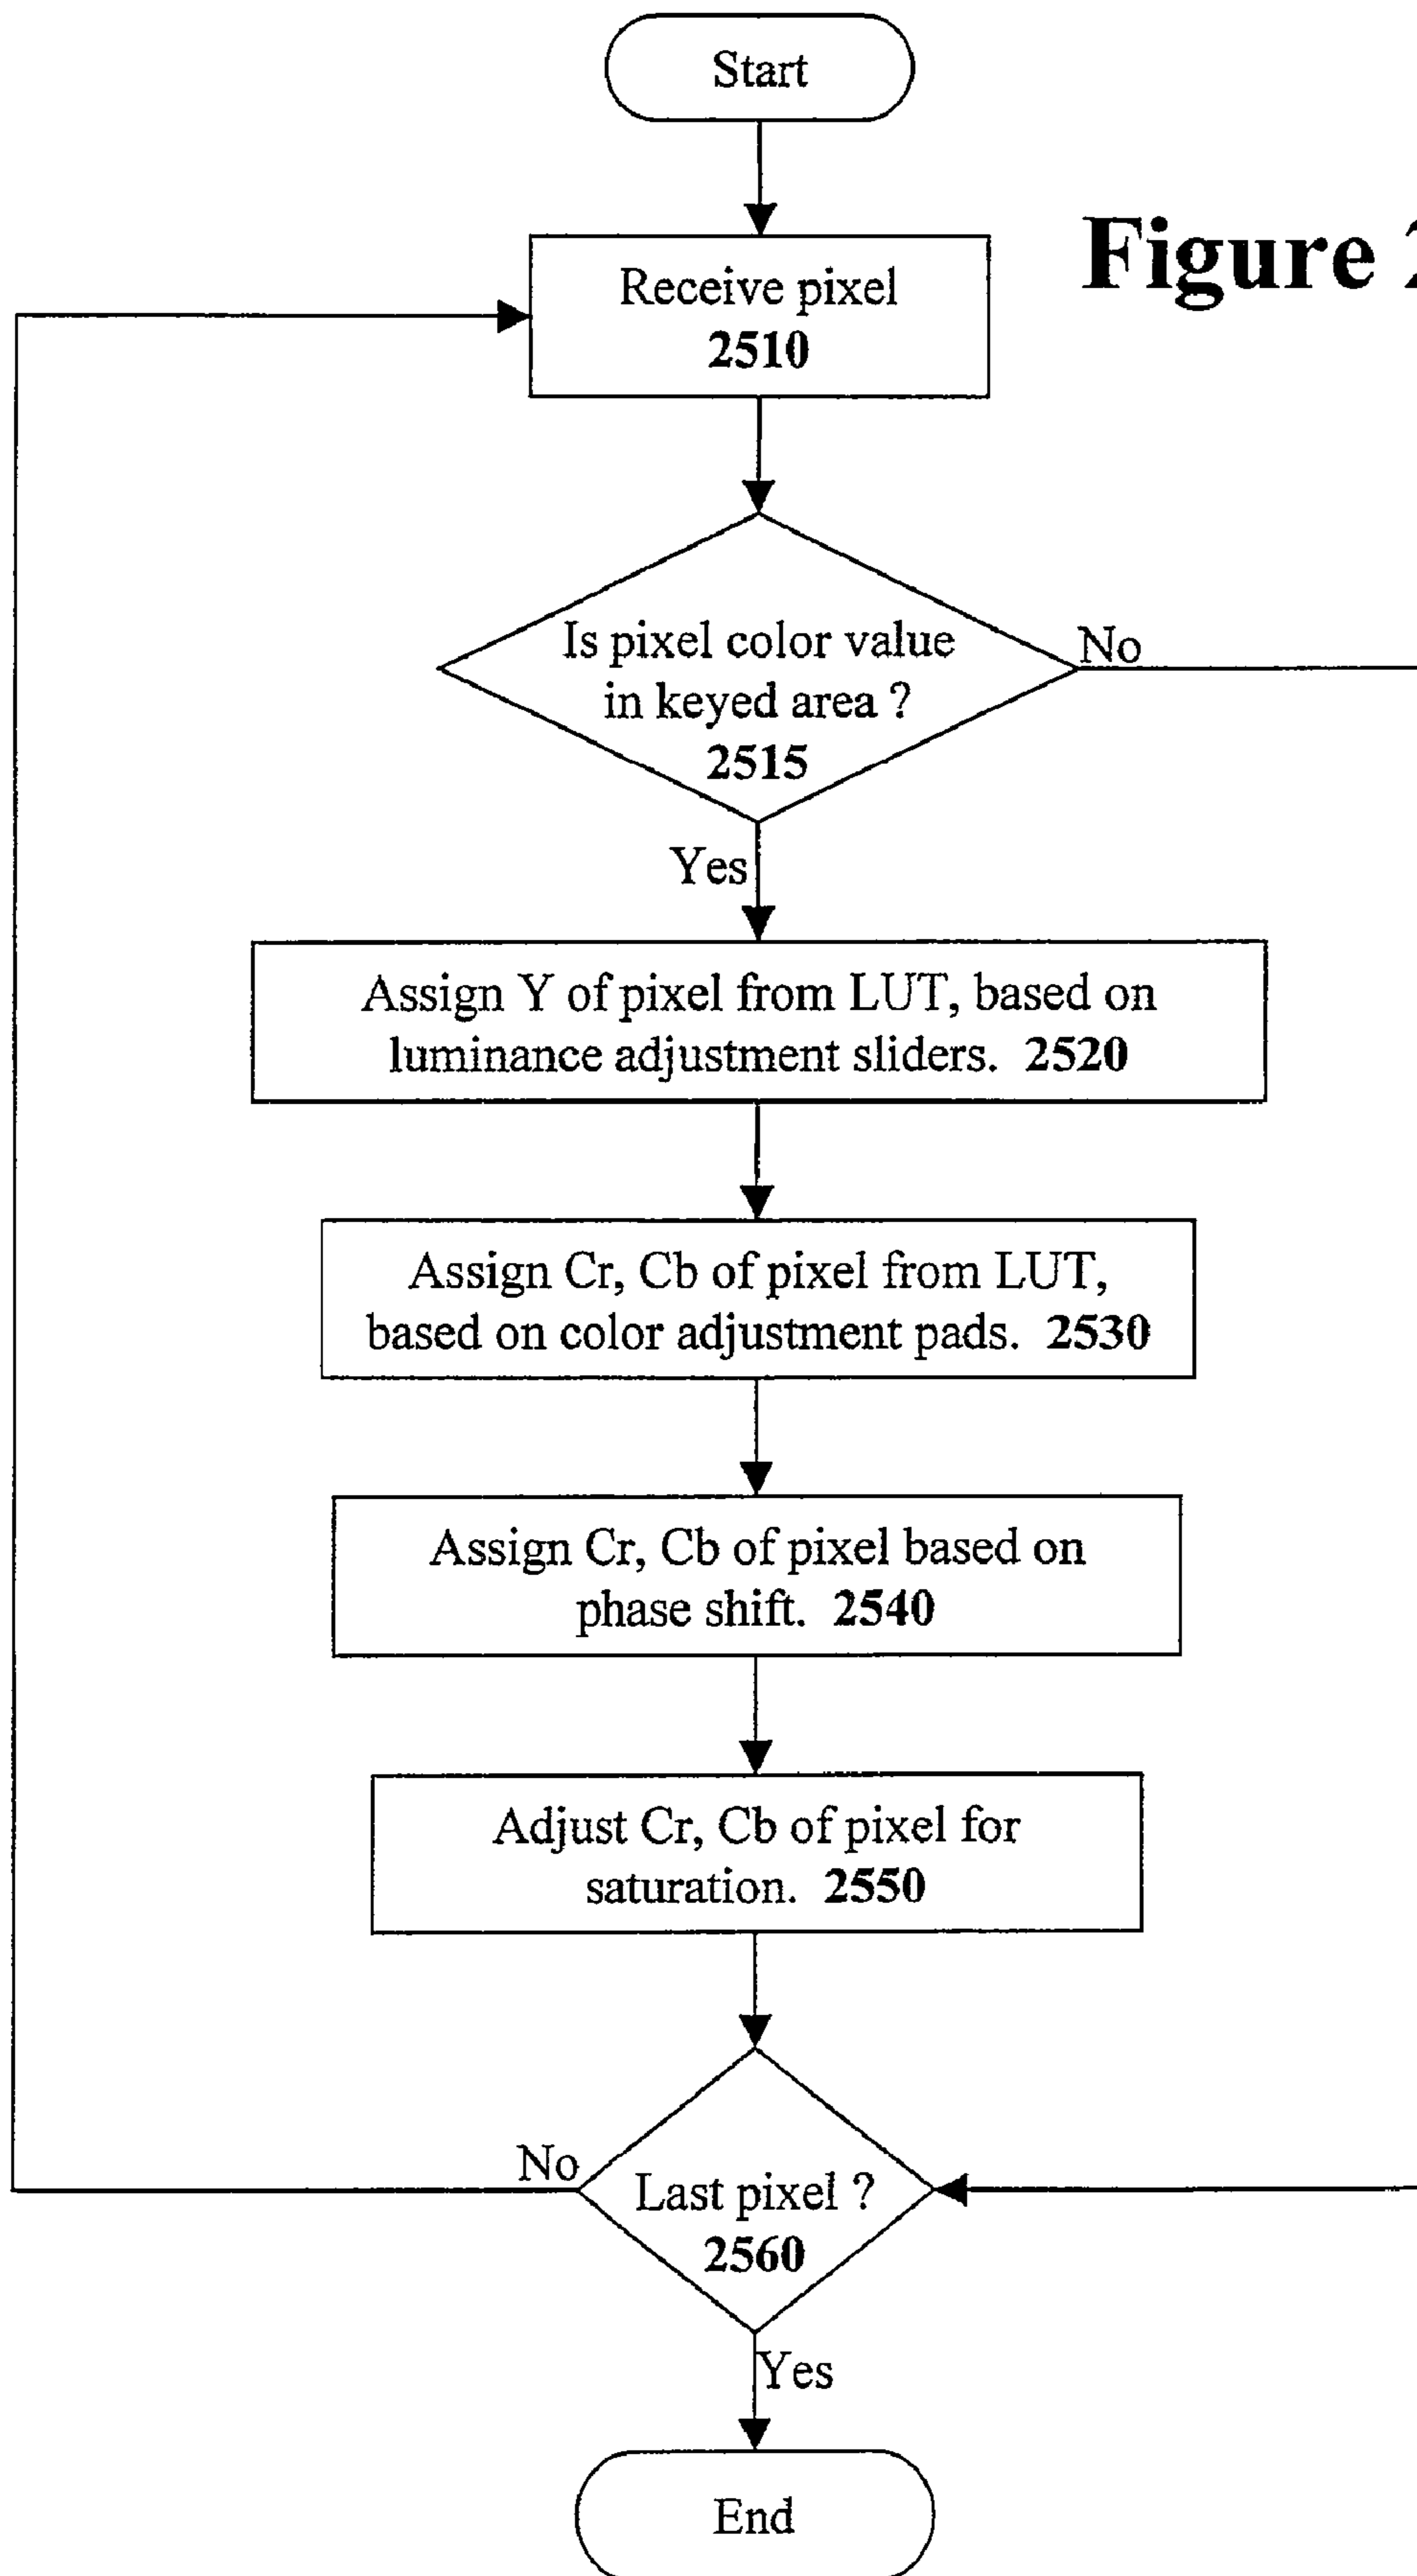 Start
Figure 2
Receive pixel
2510
Is pixel color value
in keyed area ?
2515
No
Yes
Assign Y of pixel from LUT, based on
luminance adjustment sliders. 2520
Assign Cr, Cb of pixel from LUT,
based on color adjustment pads. 2530
Assign Cr, Cb of pixel based on
phase shift. 2540
Adjust Cr, Cb of pixel for
saturation. 2550
No
Last pixel ?
2560
Yes
End